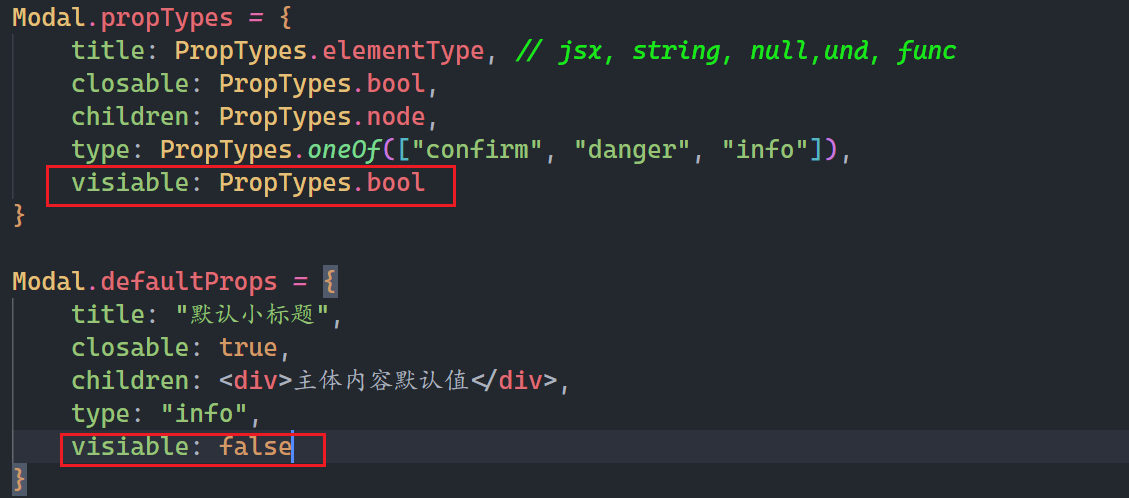 Modal.propTypes = {
title: PropTypes.elementType, // jsx, string, null,und, func
closable: PropTypes.bool,
children: PropTypes.node,
type: PropTypes.oneOf(["confirm", "danger", "info"]),
visiable: PropTypes.bool
}
Modal.defaultProps = {
title: "默认小标题",
closable: true,
children: <div>主体内容默认值</div>,
type: "info",
visiable: false
}